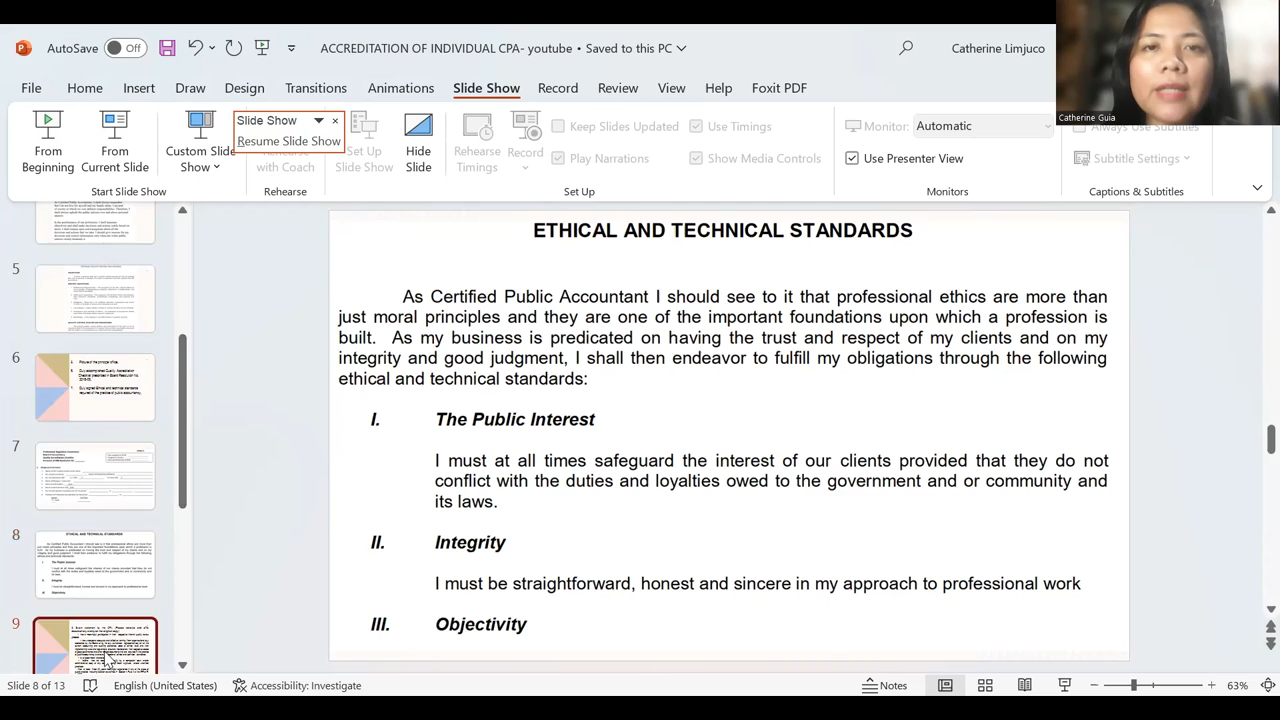 AutoSave Off
ACCREDITATION OF INDIVIDUAL CPA- youtube • Saved to this PC
Catherine Limjuco
Catherine Guia
File Home Insert Draw Design Transitions Animations Slide Show Record Review View Help Foxit PDF
From Beginning
From Current Slide
Custom Slide Show
Slide Show
Resume Slide Show
Rehearse with Coach
Set Up Slide Show
Hide Slide
Rehearse Timings
Record
Keep Slides Updated
Use Timings
Play Narrations
Show Media Controls
Monitor: Automatic
Use Presenter View
Always Use Subtitles
Subtitle Settings
Start Slide Show
Rehearse
Set Up
Monitors
Captions & Subtitles
5
6
7
8
9
ETHICAL AND TECHNICAL STANDARDS
As Certified Public Accountant I should see to it that professional ethics are more than
just moral principles and they are one of the important foundations upon which a profession is
built. As my business is predicated on having the trust and respect of my clients and on my
integrity and good judgment, I shall then endeavor to fulfill my obligations through the following
ethical and technical standards:
I. The Public Interest
I must at all times safeguard the interest of our clients provided that they do not
conflict with the duties and loyalties owed to the government and or community and
its laws.
II. Integrity
I must be straightforward, honest and sincere in my approach to professional work
III. Objectivity
Slide 8 of 13
English (United States)
Accessibility: Investigate
Notes
63%